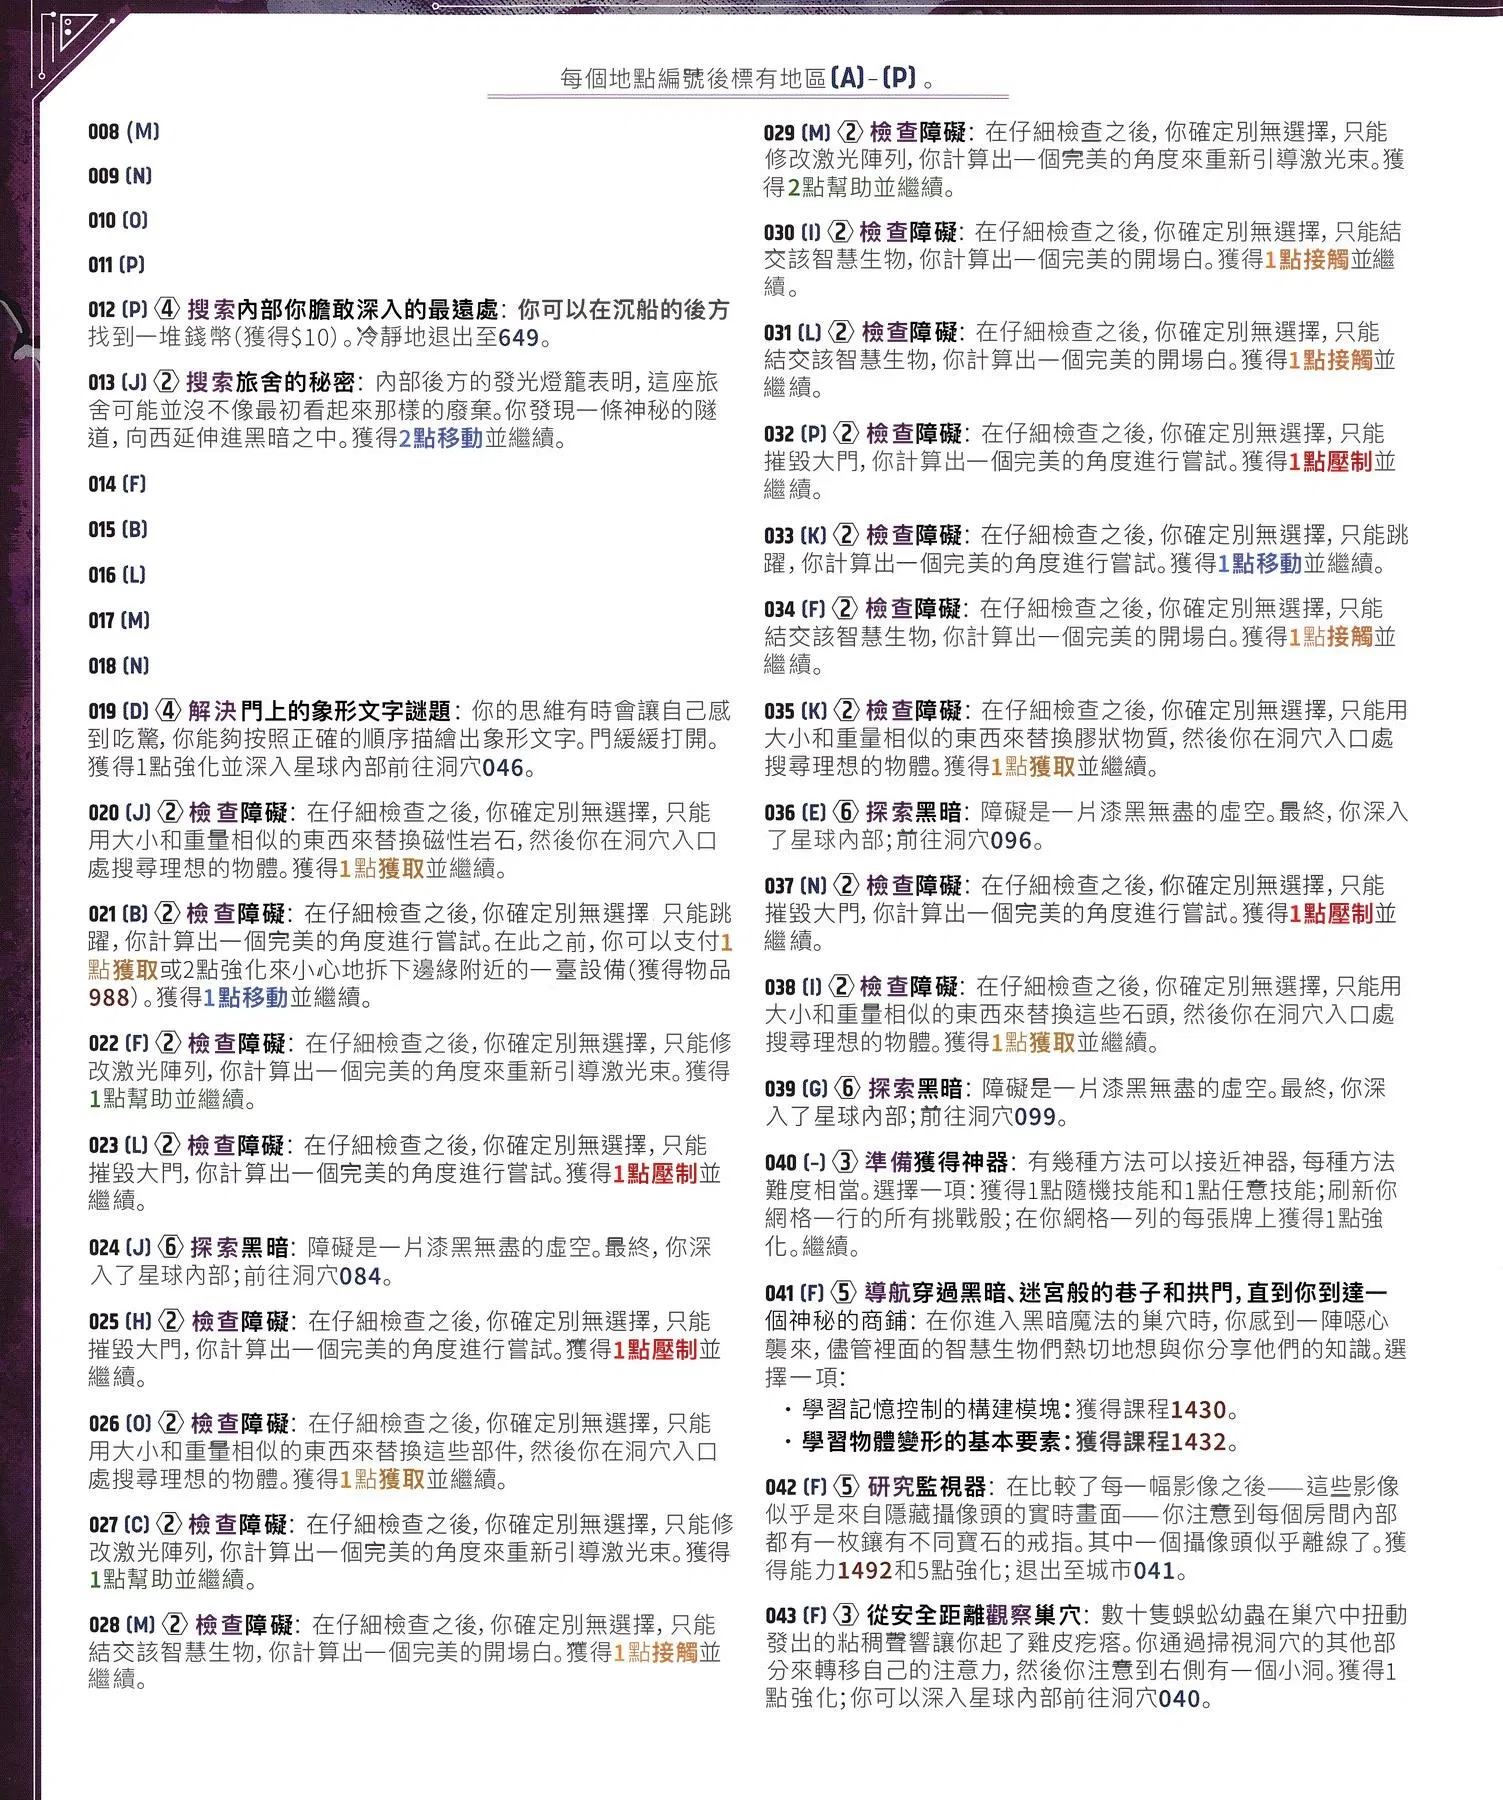 每個地點編號後標有地區(A)-(P)。
008 (M)
009 (N)
010 (O)
011 (P)
012 (P) ④ 搜索內部你膽敢深入的最遠處：你可以在沉船的後方
找到一堆錢幣(獲得$10)。冷靜地退出至649。
013 (J) ② 搜索旅舍的秘密：內部後方的發光燈籠表明，這座旅
舍可能並沒不像最初看起來那樣的廢棄。你發現一條神秘的隧
道，向西延伸進黑暗之中。獲得2點移動並繼續。
014 (F)
015 (B)
016 (L)
017 (M)
018 (N)
019 (D) ④ 解決門上的象形文字謎題：你的思維有時會讓自己感
到吃驚，你能夠按照正確的順序描繪出象形文字。門緩緩打開。
獲得1點強化並深入星球內部前往洞穴046。
020 (J) ② 檢查障礙：在仔細檢查之後，你確定別無選擇，只能
用大小和重量相似的東西來替換磁性岩石，然後你在洞穴入口
處搜尋理想的物體。獲得1點獲取並繼續。
021 (B) ② 檢查障礙：在仔細檢查之後，你確定別無選擇 只能跳
躍，你計算出一個完美的角度進行嘗試。在此之前，你可以支付1
點獲取或2點強化來小心地拆下邊緣附近的一臺設備(獲得物品
988)。獲得1點移動並繼續。
022 (F) ② 檢查障礙：在仔細檢查之後，你確定別無選擇，只能修
改激光陣列，你計算出一個完美的角度來重新引導激光束。獲得
1點幫助並繼續。
023 (L) ② 檢查障礙：在仔細檢查之後，你確定別無選擇，只能
摧毀大門，你計算出一個完美的角度進行嘗試。獲得1點壓制並
繼續。
024 (J) ⑥ 探索黑暗：障礙是一片漆黑無盡的虛空。最終，你深
入了星球內部；前往洞穴084。
025 (H) ② 檢查障礙：在仔細檢查之後，你確定別無選擇，只能
摧毀大門，你計算出一個完美的角度進行嘗試。獲得1點壓制並
繼續。
026 (O) ② 檢查障礙：在仔細檢查之後，你確定別無選擇，只能
用大小和重量相似的東西來替換這些部件，然後你在洞穴入口
處搜尋理想的物體。獲得1點獲取並繼續。
027 (C) ② 檢查障礙：在仔細檢查之後，你確定別無選擇，只能修
改激光陣列，你計算出一個完美的角度來重新引導激光束。獲得
1點幫助並繼續。
028 (M) ② 檢查障礙：在仔細檢查之後，你確定別無選擇，只能
結交該智慧生物，你計算出一個完美的開場白。獲得1點接觸並
繼續。
029 (M) ② 檢查障礙：在仔細檢查之後，你確定別無選擇，只能
修改激光陣列，你計算出一個完美的角度來重新引導激光束。獲
得2點幫助並繼續。
030 (I) ② 檢查障礙：在仔細檢查之後，你確定別無選擇，只能結
交該智慧生物，你計算出一個完美的開場白。獲得1點接觸並繼
續。
031 (L) ② 檢查障礙：在仔細檢查之後，你確定別無選擇，只能
結交該智慧生物，你計算出一個完美的開場白。獲得1點接觸並
繼續。
032 (P) ② 檢查障礙：在仔細檢查之後，你確定別無選擇，只能
摧毀大門，你計算出一個完美的角度進行嘗試。獲得1點壓制並
繼續。
033 (K) ② 檢查障礙：在仔細檢查之後，你確定別無選擇，只能跳
躍，你計算出一個完美的角度進行嘗試。獲得1點移動並繼續。
034 (F) ② 檢查障礙：在仔細檢查之後，你確定別無選擇，只能
結交該智慧生物，你計算出一個完美的開場白。獲得1點接觸並
繼續。
035 (K) ② 檢查障礙：在仔細檢查之後，你確定別無選擇，只能用
大小和重量相似的東西來替換膠狀物質，然後你在洞穴入口處
搜尋理想的物體。獲得1點獲取並繼續。
036 (E) ⑥ 探索黑暗：障礙是一片漆黑無盡的虛空。最終，你深入
了星球內部；前往洞穴096。
037 (N) ② 檢查障礙：在仔細檢查之後，你確定別無選擇，只能
摧毀大門，你計算出一個完美的角度進行嘗試。獲得1點壓制並
繼續。
038 (I) ② 檢查障礙：在仔細檢查之後，你確定別無選擇，只能用
大小和重量相似的東西來替換這些石頭，然後你在洞穴入口處
搜尋理想的物體。獲得1點獲取並繼續。
039 (G) ⑥ 探索黑暗：障礙是一片漆黑無盡的虛空。最終，你深
入了星球內部；前往洞穴099。
040 (-) ③ 準備獲得神器：有幾種方法可以接近神器，每種方法
難度相當。選擇一項：獲得1點隨機技能和1點任意技能；刷新你
網格一行的所有挑戰骰；在你網格一列的每張牌上獲得1點強
化。繼續。
041 (F) ⑤ 導航穿過黑暗、迷宮般的巷子和拱門，直到你到達一
個神秘的商鋪：在你進入黑暗魔法的巢穴時，你感到一陣噁心
襲來，儘管裡面的智慧生物們熱切地想與你分享他們的知識。選
擇一項：
・學習記憶控制的構建模塊：獲得課程1430。
・學習物體變形的基本要素：獲得課程1432。
042 (F) ⑤ 研究監視器：在比較了每一幅影像之後——這些影像
似乎是來自隱藏攝像頭的實時畫面——你注意到每個房間內部
都有一枚鑲有不同寶石的戒指。其中一個攝像頭似乎離線了。獲
得能力1492和5點強化；退出至城市041。
043 (F) ③ 從安全距離觀察巢穴：數十隻蜈蚣幼蟲在巢穴中扭動
發出的粘稠聲響讓你起了雞皮疙瘩。你通過掃視洞穴的其他部
分來轉移自己的注意力，然後你注意到右側有一個小洞。獲得1
點強化；你可以深入星球內部前往洞穴040。